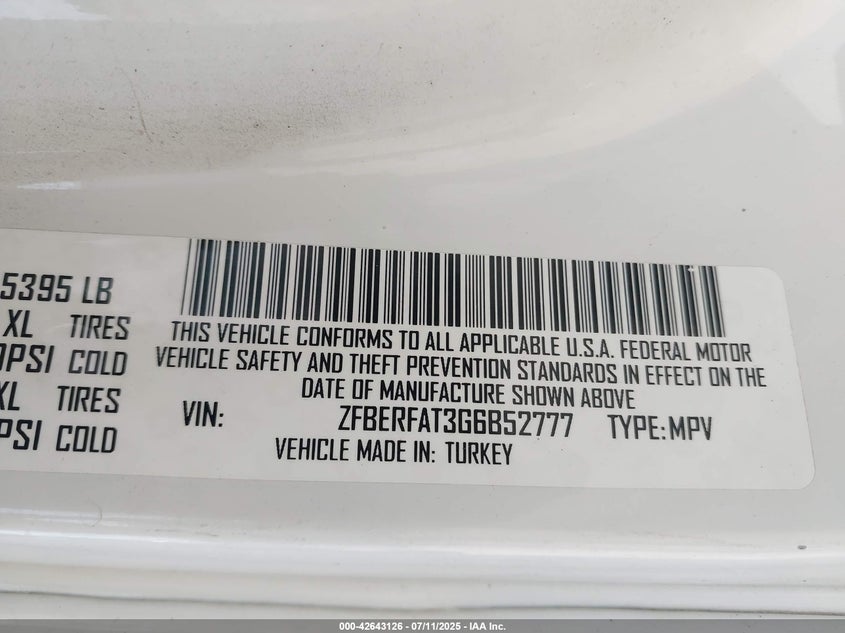 5395 LB
XL TIRES
PSI COLD
XL TIRES
PSI COLD
THIS VEHICLE CONFORMS TO ALL APPLICABLE U.S.A. FEDERAL MOTOR
VEHICLE SAFETY AND THEFT PREVENTION STANDARDS IN EFFECT ON THE
DATE OF MANUFACTURE SHOWN ABOVE
VIN: ZFBERFAT3G6B52777 TYPE: MPV
VEHICLE MADE IN: TURKEY
000-42643126 - 07/11/2025 - IAA Inc.